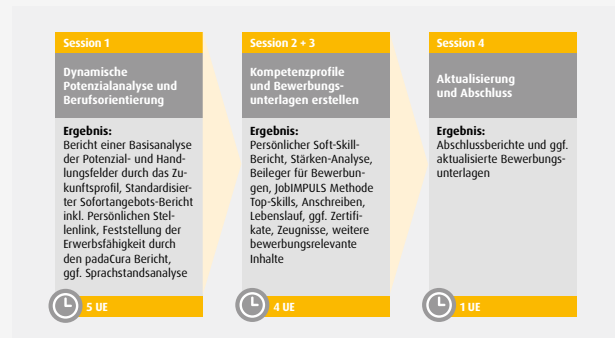 Session 1
Dynamische
Potenzialanalyse und
Berufsorientierung
Ergebnis:
Bericht einer Basisanalyse
der Potenzial- und Hand-
lungsfelder durch das Zu-
kunftsprofil, Standardisier-
ter Sofortangebots-Bericht
inkl. Persönlichen Stel-
lenlink, Feststellung der
Erwerbsfähigkeit durch
den padaCura Bericht,
ggf. Sprachstandsanalyse
5 UE
Session 2 + 3
Kompetenzprofile
und Bewerbungs-
unterlagen erstellen
Ergebnis:
Persönlicher Soft-Skill-
Bericht, Stärken-Analyse,
Beileger für Bewerbun-
gen, JobIMPULS Methode
Top-Skills, Anschreiben,
Lebenslauf, ggf. Zertifi-
kate, Zeugnisse, weitere
bewerbungsrelevante
Inhalte
4 UE
Session 4
Aktualisierung
und Abschluss
Ergebnis:
Abschlussberichte und ggf.
aktualisierte Bewerbungs-
unterlagen
1 UE